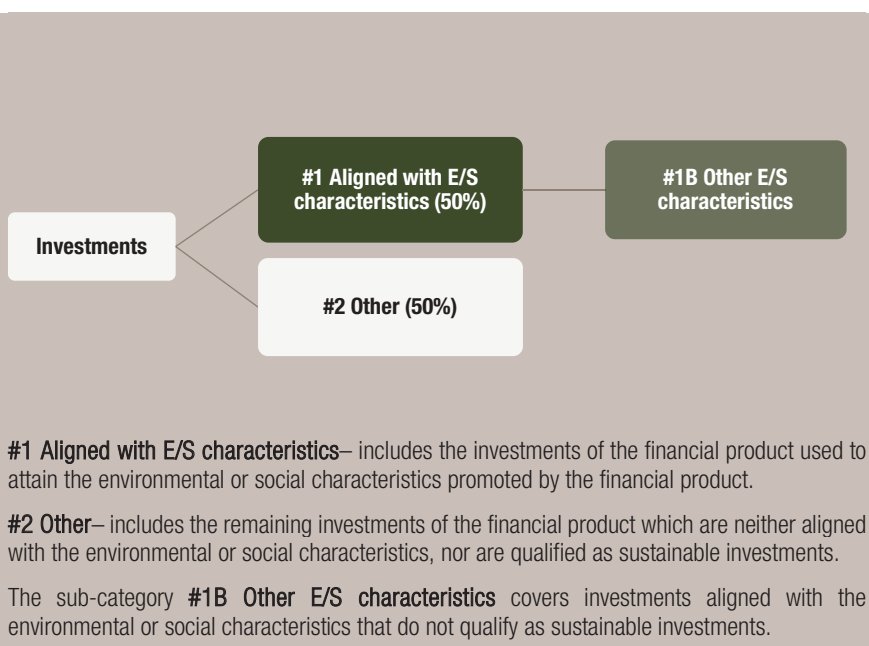 #1 Aligned with E/S
characteristics (50%)
#1B Other E/S
characteristics
Investments
#2 Other (50%)
#1 Aligned with E/S characteristics– includes the investments of the financial product used to
attain the environmental or social characteristics promoted by the financial product.
#2 Other– includes the remaining investments of the financial product which are neither aligned
with the environmental or social characteristics, nor are qualified as sustainable investments.
The sub-category #1B Other E/S characteristics covers investments aligned with the
environmental or social characteristics that do not qualify as sustainable investments.